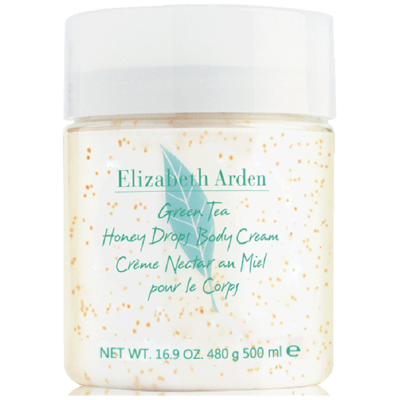 Elizabeth Arden
Green Tea
Honey Drops Body Cream
Crème Nectar au Miel
pour le Corps
NET WT. 16.9 OZ. 480 g 500 ml ℮